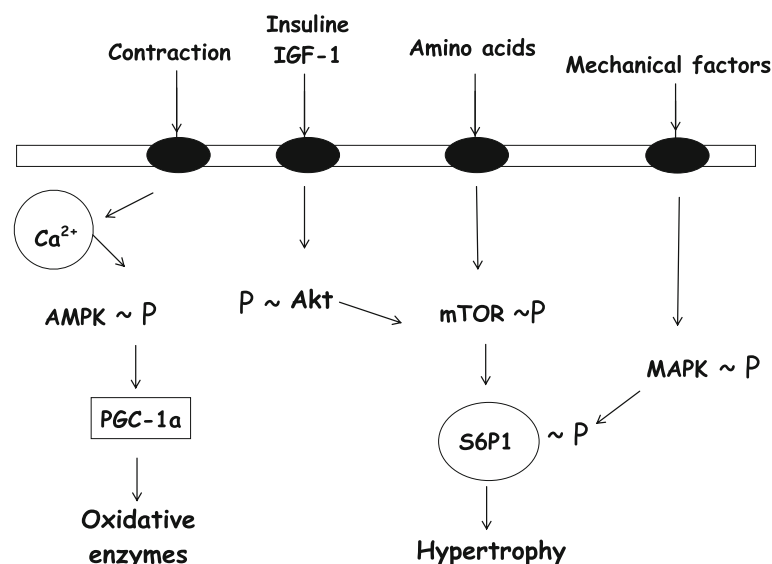 Insuline
IGF-1
Contraction
Amino acids
Mechanical factors
Ca²⁺
AMPK ~ P
P ~ Akt
mTOR ~P
MAPK ~ P
PGC-1a
S6P1
~ P
Oxidative
enzymes
Hypertrophy